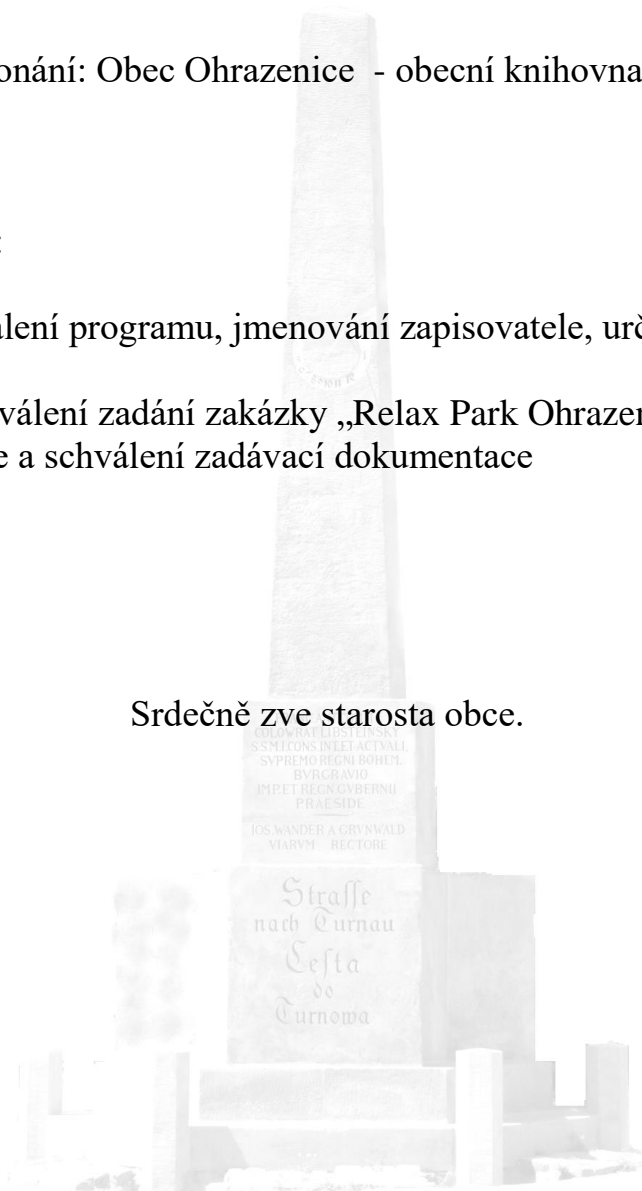 onání: Obec Ohrazenice - obecní knihovna
:
lení programu, jmenování zapisovatele, urč
válení zadání zakázky „Relax Park Ohrazen
e a schválení zadávací dokumentace
Srdečně zve starosta obce.
COLOWRAT LIBSTEINSKY
S.S.M.I.CONS INT.ET ACTVALI,
SVPREMO REGNI BOHEM.
BVRGRAVIO
IMP.ET REGN.GVBERNII
PRAESIDE
IOS.WANDER A GRVNWALD
VIARVM RECTORE
Straſſe
nach Turnau
Ceſta
do
Turnowa